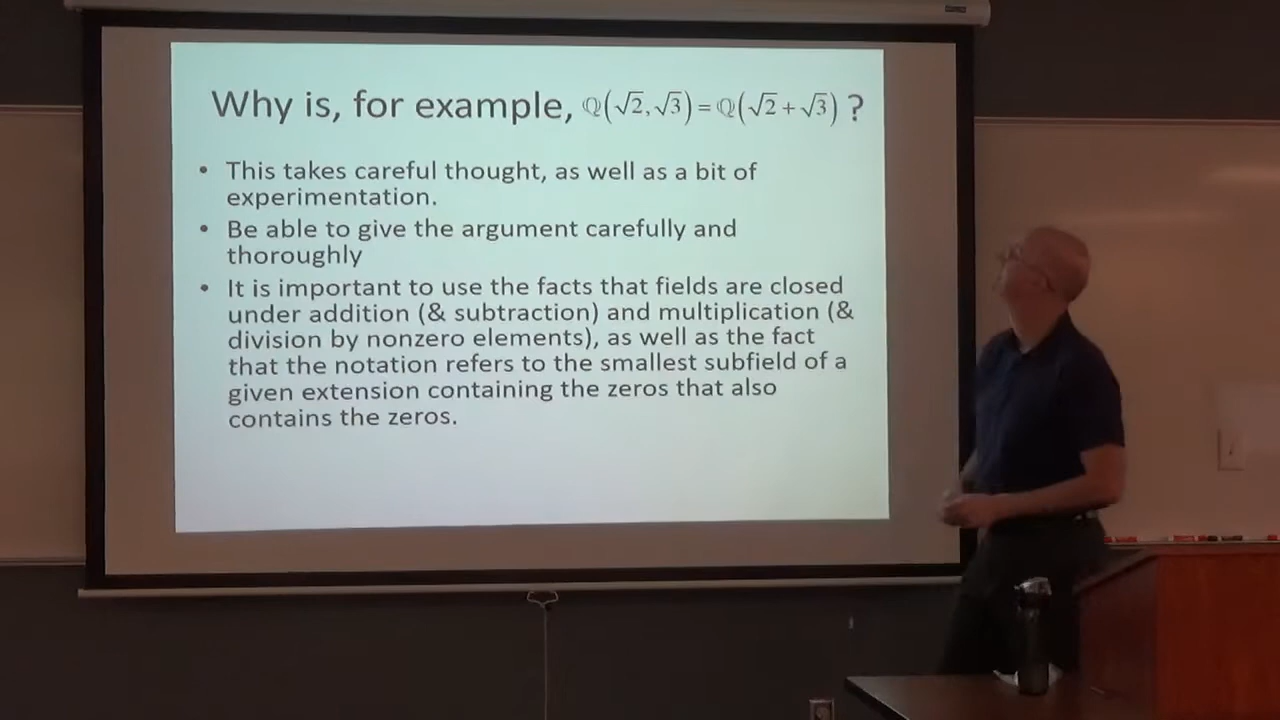 Why is, for example, ℚ(√2, √3) = ℚ(√2 + √3) ?
• This takes careful thought, as well as a bit of
experimentation.
• Be able to give the argument carefully and
thoroughly
• It is important to use the facts that fields are closed
under addition (& subtraction) and multiplication (&
division by nonzero elements), as well as the fact
that the notation refers to the smallest subfield of a
given extension containing the zeros that also
contains the zeros.